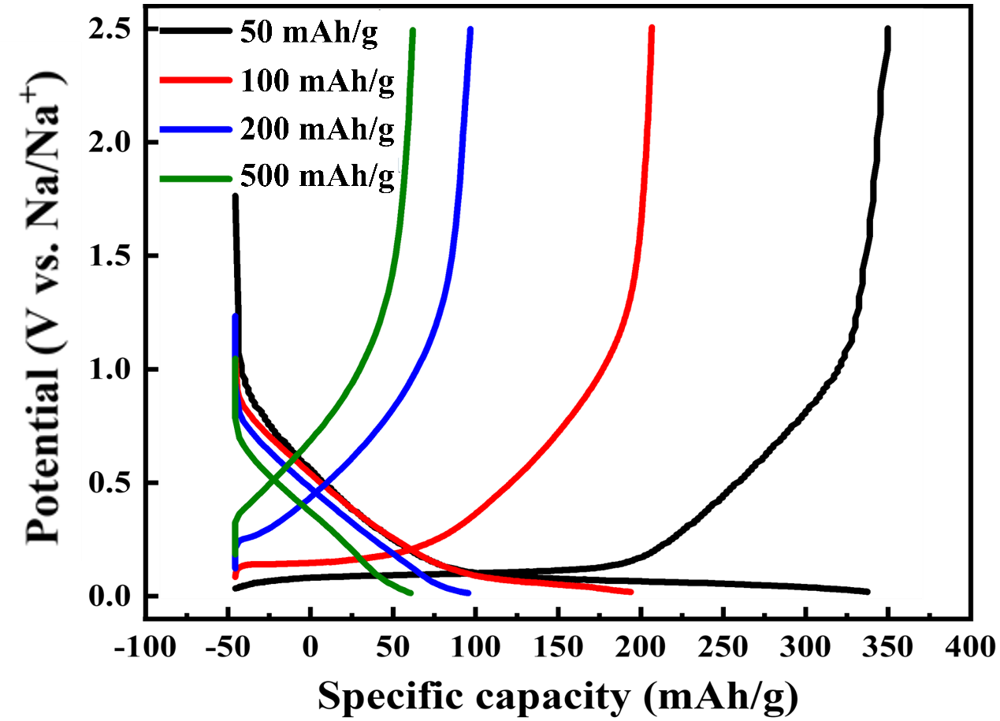 2.5
2.0
1.5
1.0
0.5
0.0
Potential (V vs. Na/Na⁺)
50 mAh/g
100 mAh/g
200 mAh/g
500 mAh/g
-100 -50 0 50 100 150 200 250 300 350 400
Specific capacity (mAh/g)